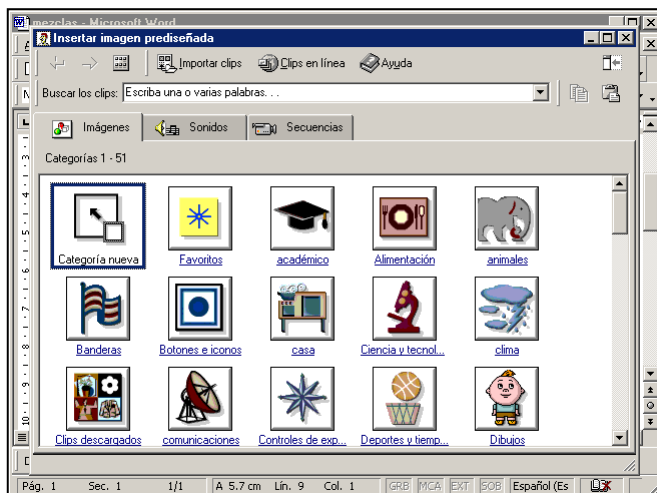 mezclas - Microsoft Word
Insertar imagen prediseñada
Importar clips Clips en línea Ayuda
Buscar los clips: Escriba una o varias palabras. . .
Imágenes Sonidos Secuencias
Categorías 1 - 51
Categoría nueva Favoritos académico Alimentación animales
Banderas Botones e iconos casa Ciencia y tecnol... clima
Clips descargados comunicaciones Controles de exp... Deportes y tiemp... Dibujos
Pág. 1 Sec. 1 1/1 A 5.7 cm Lín. 9 Col. 1 GRB MCA EXT SOB Español (Es